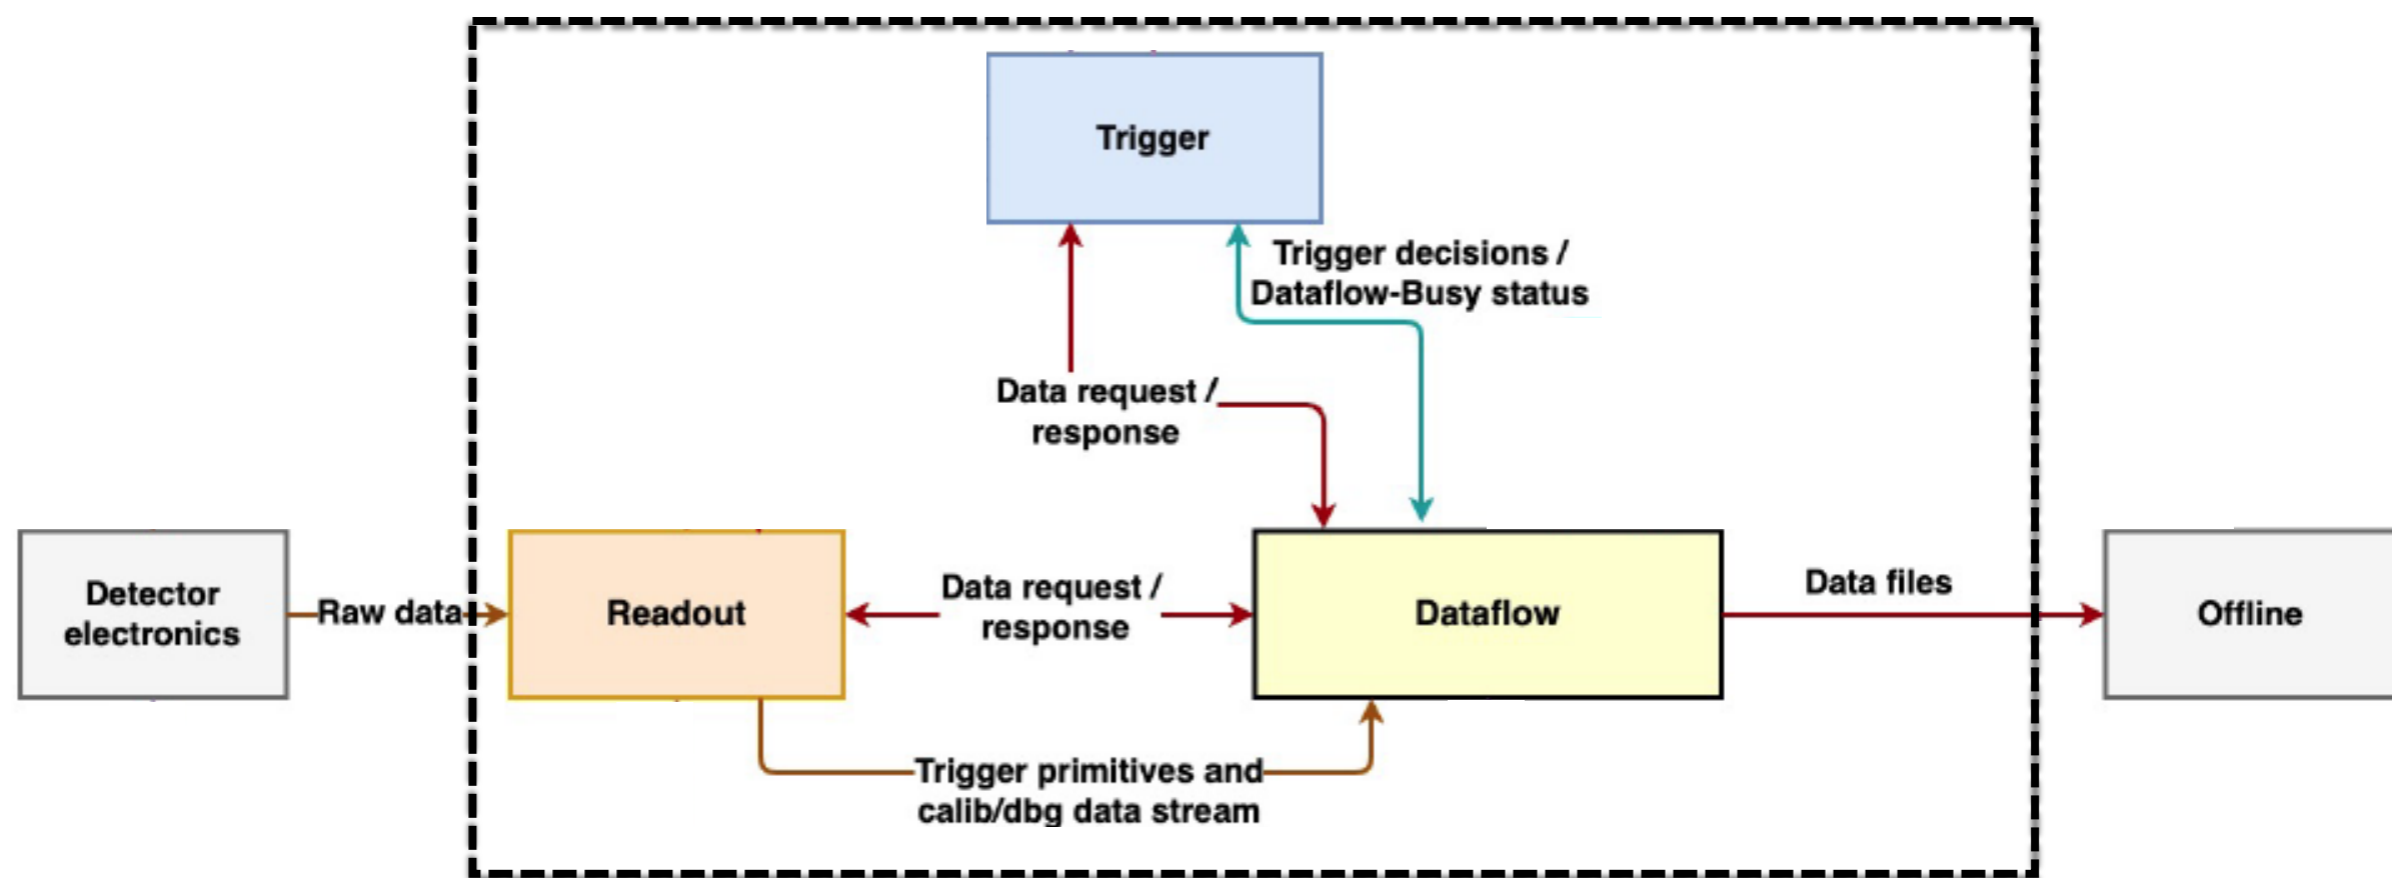 Trigger
Trigger decisions /
Dataflow-Busy status
Data request /
response
Detector
electronics
Raw data
Readout
Data request /
response
Dataflow
Data files
Offline
Trigger primitives and
calib/dbg data stream